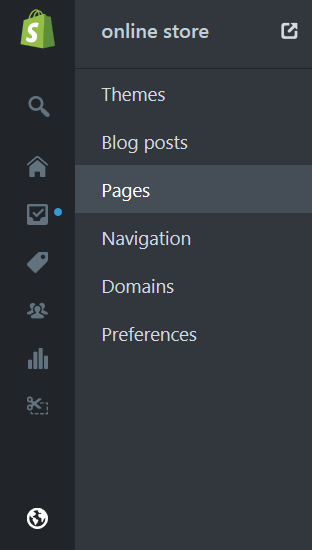 online store
Themes
Blog posts
Pages
Navigation
Domains
Preferences